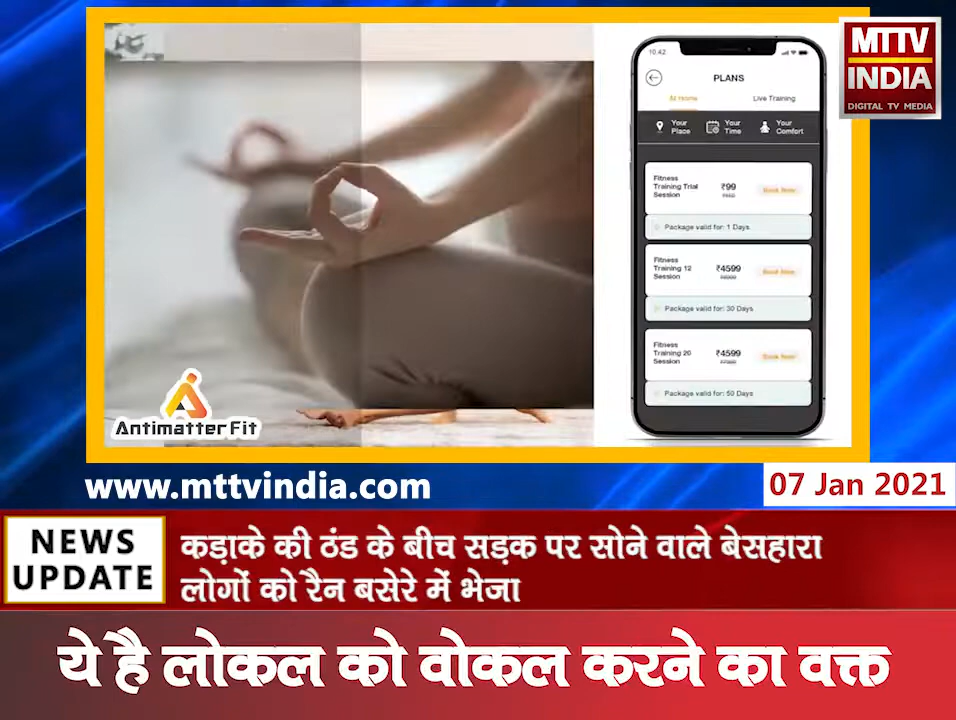 MTTV
INDIA
DIGITAL TV MEDIA
10.42
PLANS
At Home
Live Training
Your Place
Your Time
Your Comfort
Fitness Training Trial Session
₹99
Book Now
Package valid for: 1 Days
Fitness Training 12 Session
₹4599
Book Now
Package valid for: 30 Days
Fitness Training 20 Session
₹4599
Book Now
Package valid for: 50 Days
Antimatter Fit
www.mttvindia.com
07 Jan 2021
NEWS
UPDATE
कड़ाके की ठंड के बीच सड़क पर सोने वाले बेसहारा
लोगों को रैन बसेरे में भेजा
ये है लोकल को वोकल करने का वक्त